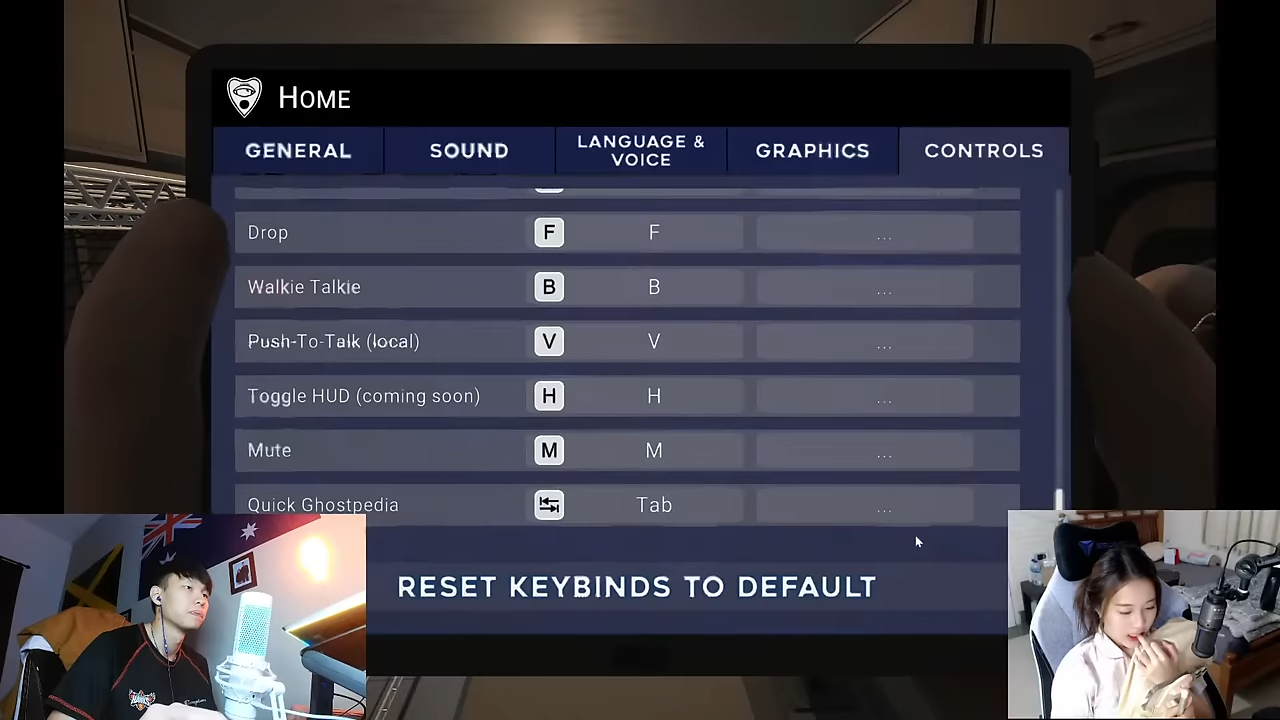 HOME
GENERAL
SOUND
LANGUAGE &
VOICE
GRAPHICS
CONTROLS
Drop F F ...
Walkie Talkie B B ...
Push-To-Talk (local) V V ...
Toggle HUD (coming soon) H H ...
Mute M M ...
Quick Ghostpedia Tab ...
RESET KEYBINDS TO DEFAULT